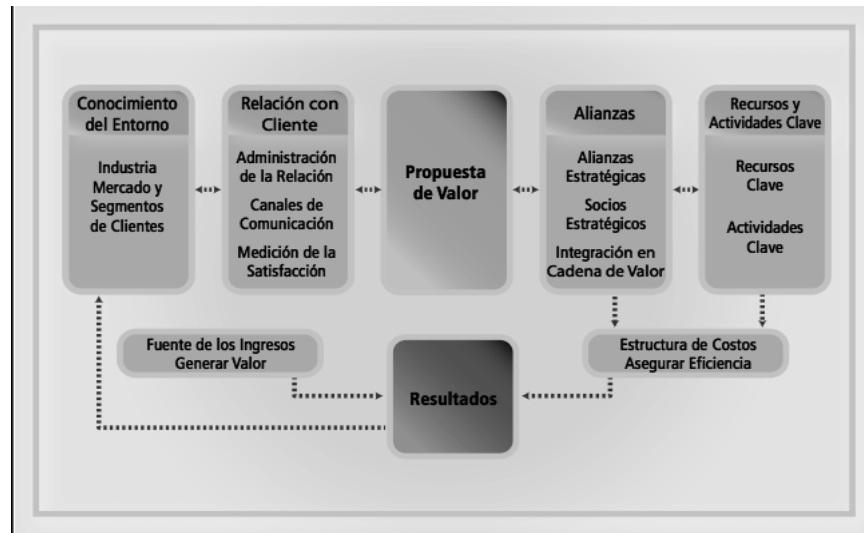 Conocimiento
del Entorno
Industria
Mercado y
Segmentos
de Clientes
Relación con
Cliente
Administración
de la Relación
Canales de
Comunicación
Medición de la
Satisfacción
Propuesta
de Valor
Alianzas
Alianzas
Estratégicas
Socios
Estratégicos
Integración en
Cadena de Valor
Recursos y
Actividades Clave
Recursos
Clave
Actividades
Clave
Fuente de los Ingresos
Generar Valor
Resultados
Estructura de Costos
Asegurar Eficiencia